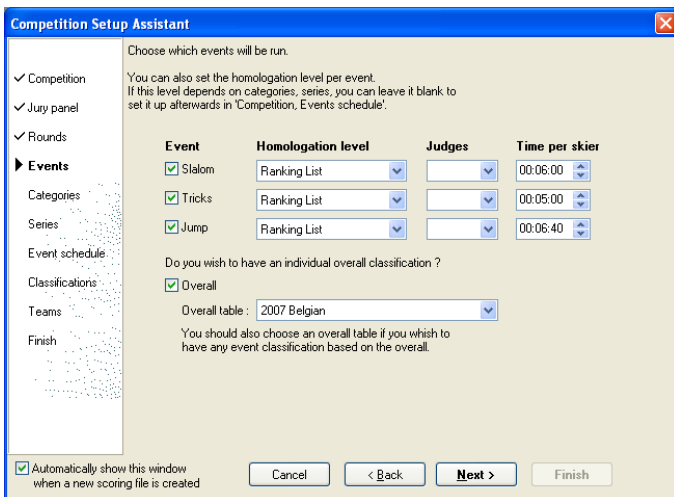 Competition Setup Assistant
Choose which events will be run.
Competition
You can also set the homologation level per event.
If this level depends on categories, series, you can leave it blank to
set it up afterwards in 'Competition, Events schedule'.
Jury panel
Rounds
Events
Categories
Series
Event schedule
Classifications
Teams
Finish
Event Homologation level Judges Time per skier
Slalom Ranking List 00:06:00
Tricks Ranking List 00:05:00
Jump Ranking List 00:06:40
Do you wish to have an individual overall classification ?
Overall
Overall table : 2007 Belgian
You should also choose an overall table if you whish to
have any event classification based on the overall.
Automatically show this window
when a new scoring file is created
Cancel < Back Next > Finish